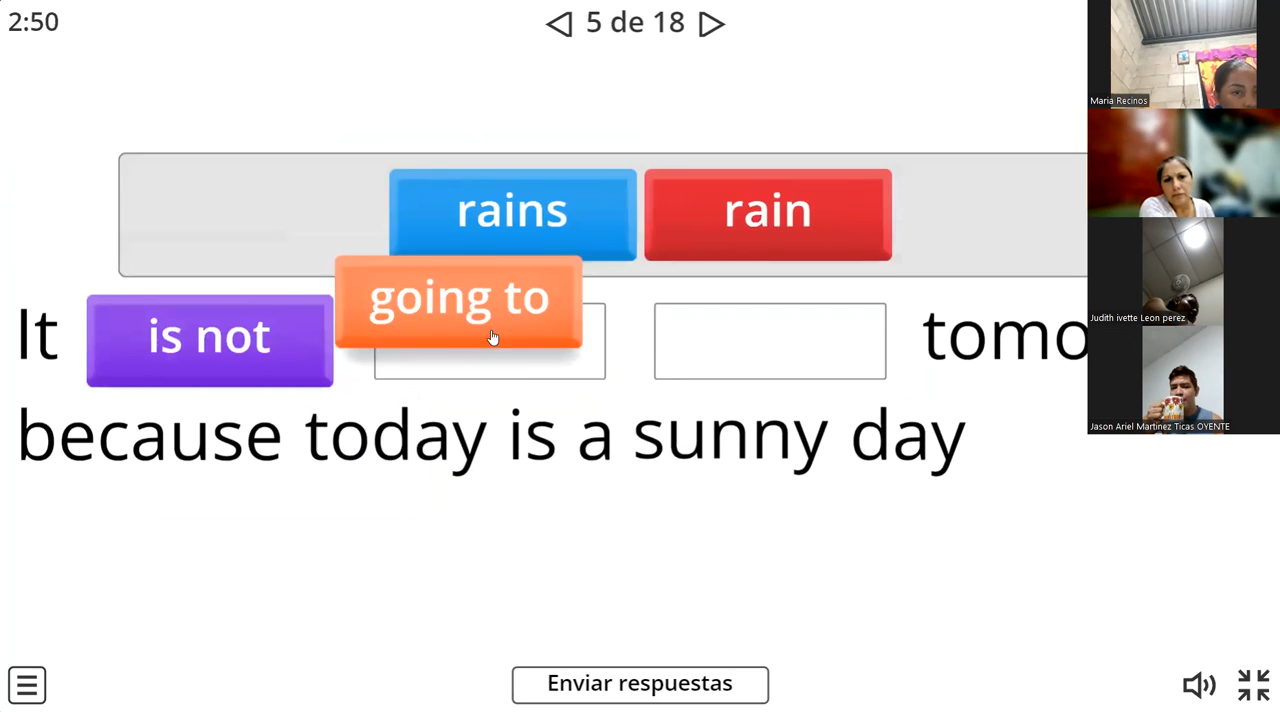 2:50
5 de 18
Maria Recinos
rains rain
going to
It is not tomo
Judith ivette Leon perez
because today is a sunny day
Jason Ariel Martinez Ticas OYENTE
Enviar respuestas